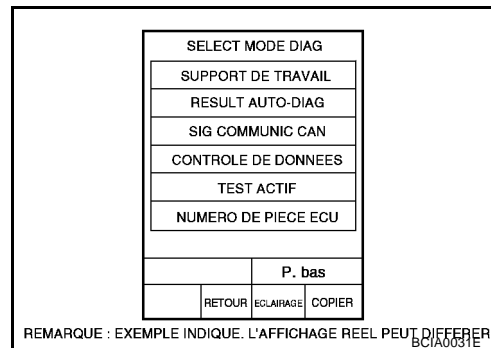 SELECT MODE DIAG
SUPPORT DE TRAVAIL
RESULT AUTO-DIAG
SIG COMMUNIC CAN
CONTROLE DE DONNEES
TEST ACTIF
NUMERO DE PIECE ECU
P. bas
RETOUR ECLAIRAGE COPIER
REMARQUE : EXEMPLE INDIQUE. L'AFFICHAGE REEL PEUT DIFFERER
BCIA0031E